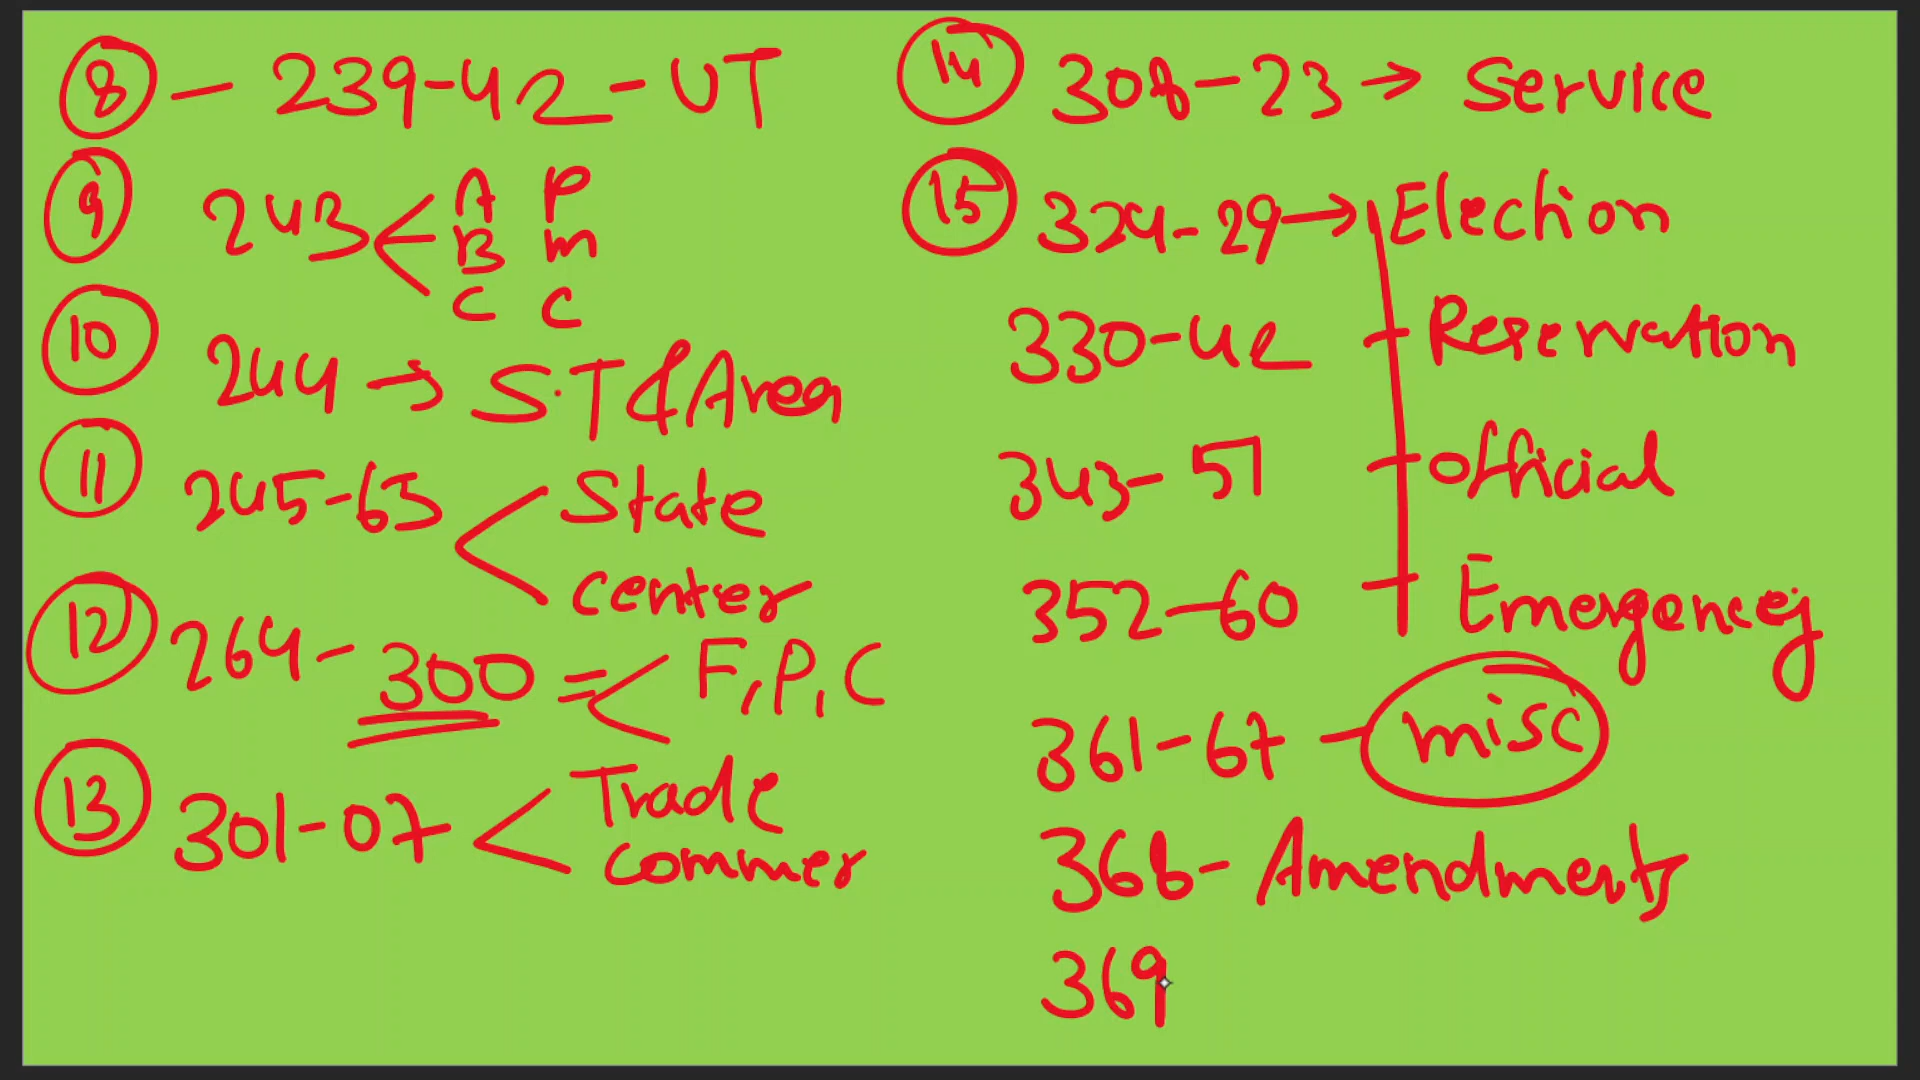 8 - 239-42 - UT
9 243 A P
B M
C C
10 244 → S.T & Area
11 245-63 State
center
12 264-300 = F, P, C
13 301-07 Trade
commer
14 308-23 → Service
15 324-29 → Election
330-42 Reservation
343-51 official
352-60 Emergency
361-67 - misc
368- Amendments
369